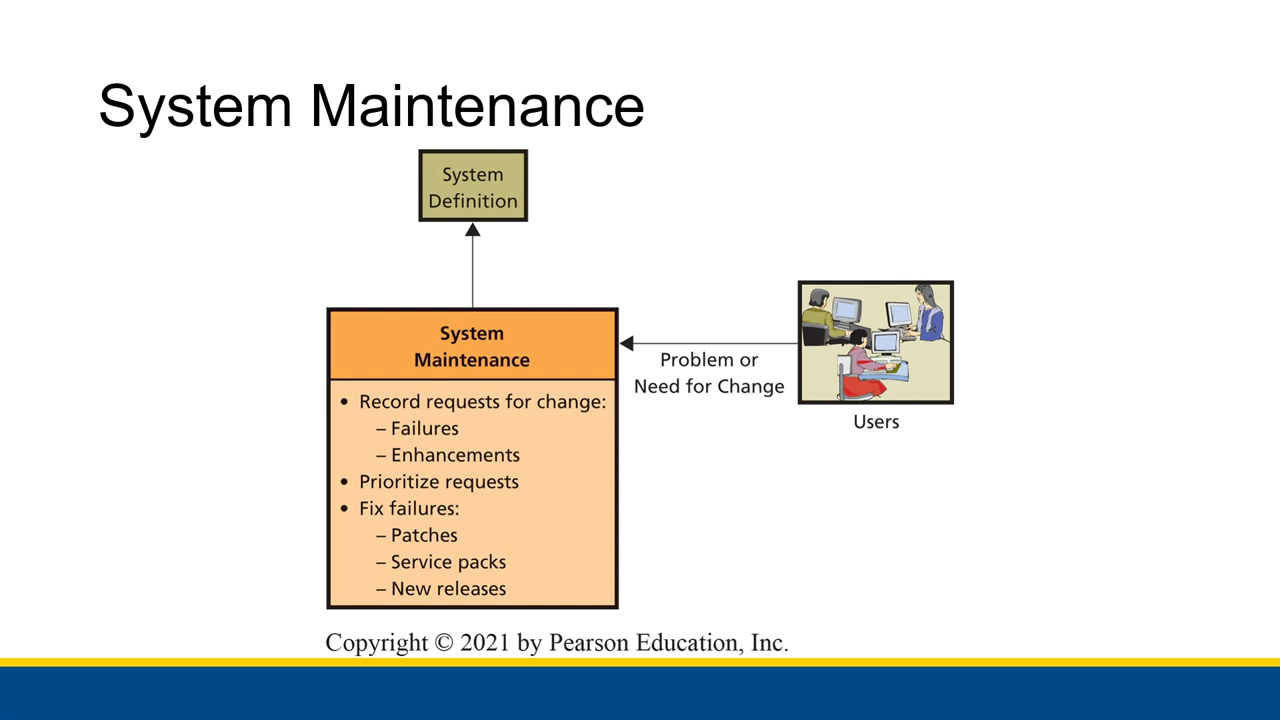 System Maintenance
System
Definition
System
Maintenance
• Record requests for change:
– Failures
– Enhancements
• Prioritize requests
• Fix failures:
– Patches
– Service packs
– New releases
Problem or
Need for Change
Users
Copyright © 2021 by Pearson Education, Inc.